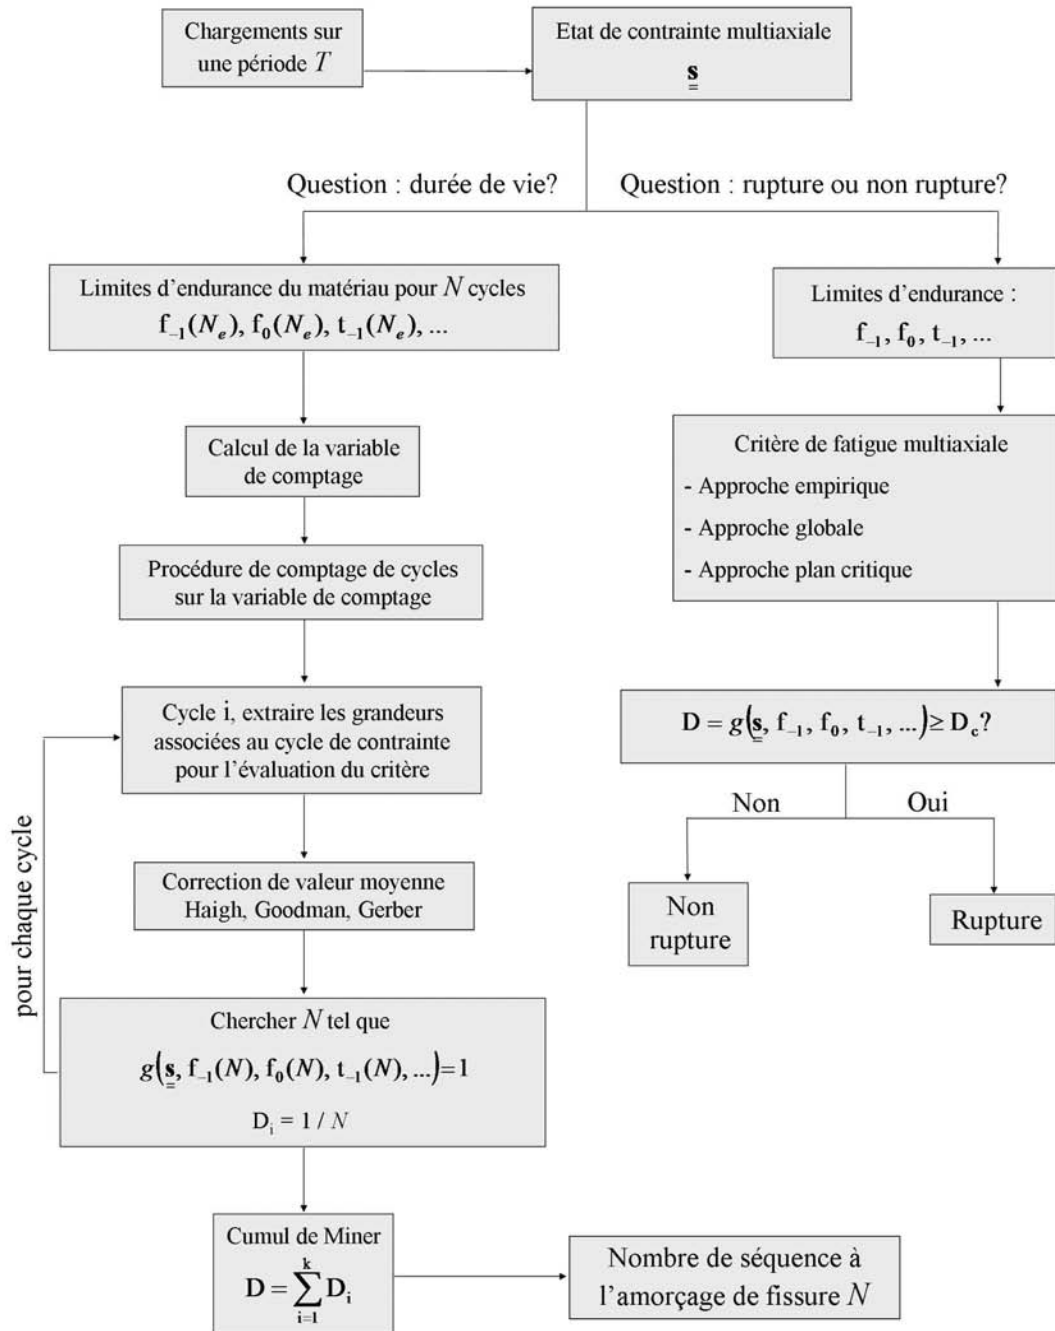 Chargements sur
une période T
Etat de contrainte multiaxiale
s
Question : durée de vie?
Question : rupture ou non rupture?
Limites d'endurance du matériau pour N cycles
f₋₁(Nₑ), f₀(Nₑ), t₋₁(Nₑ), ...
Limites d'endurance :
f₋₁, f₀, t₋₁, ...
Calcul de la variable
de comptage
Critère de fatigue multiaxiale
- Approche empirique
- Approche globale
- Approche plan critique
Procédure de comptage de cycles
sur la variable de comptage
Cycle i, extraire les grandeurs
associées au cycle de contrainte
pour l'évaluation du critère
D = g(s, f₋₁, f₀, t₋₁, ...) ≥ D_c?
Non
Oui
Non
rupture
Rupture
pour chaque cycle
Correction de valeur moyenne
Haigh, Goodman, Gerber
Chercher N tel que
g(s, f₋₁(N), f₀(N), t₋₁(N), ...)=1
Dᵢ = 1 / N
Cumul de Miner
D = ∑ᵢ₌₁ᵏ Dᵢ
Nombre de séquence à
l'amorçage de fissure N